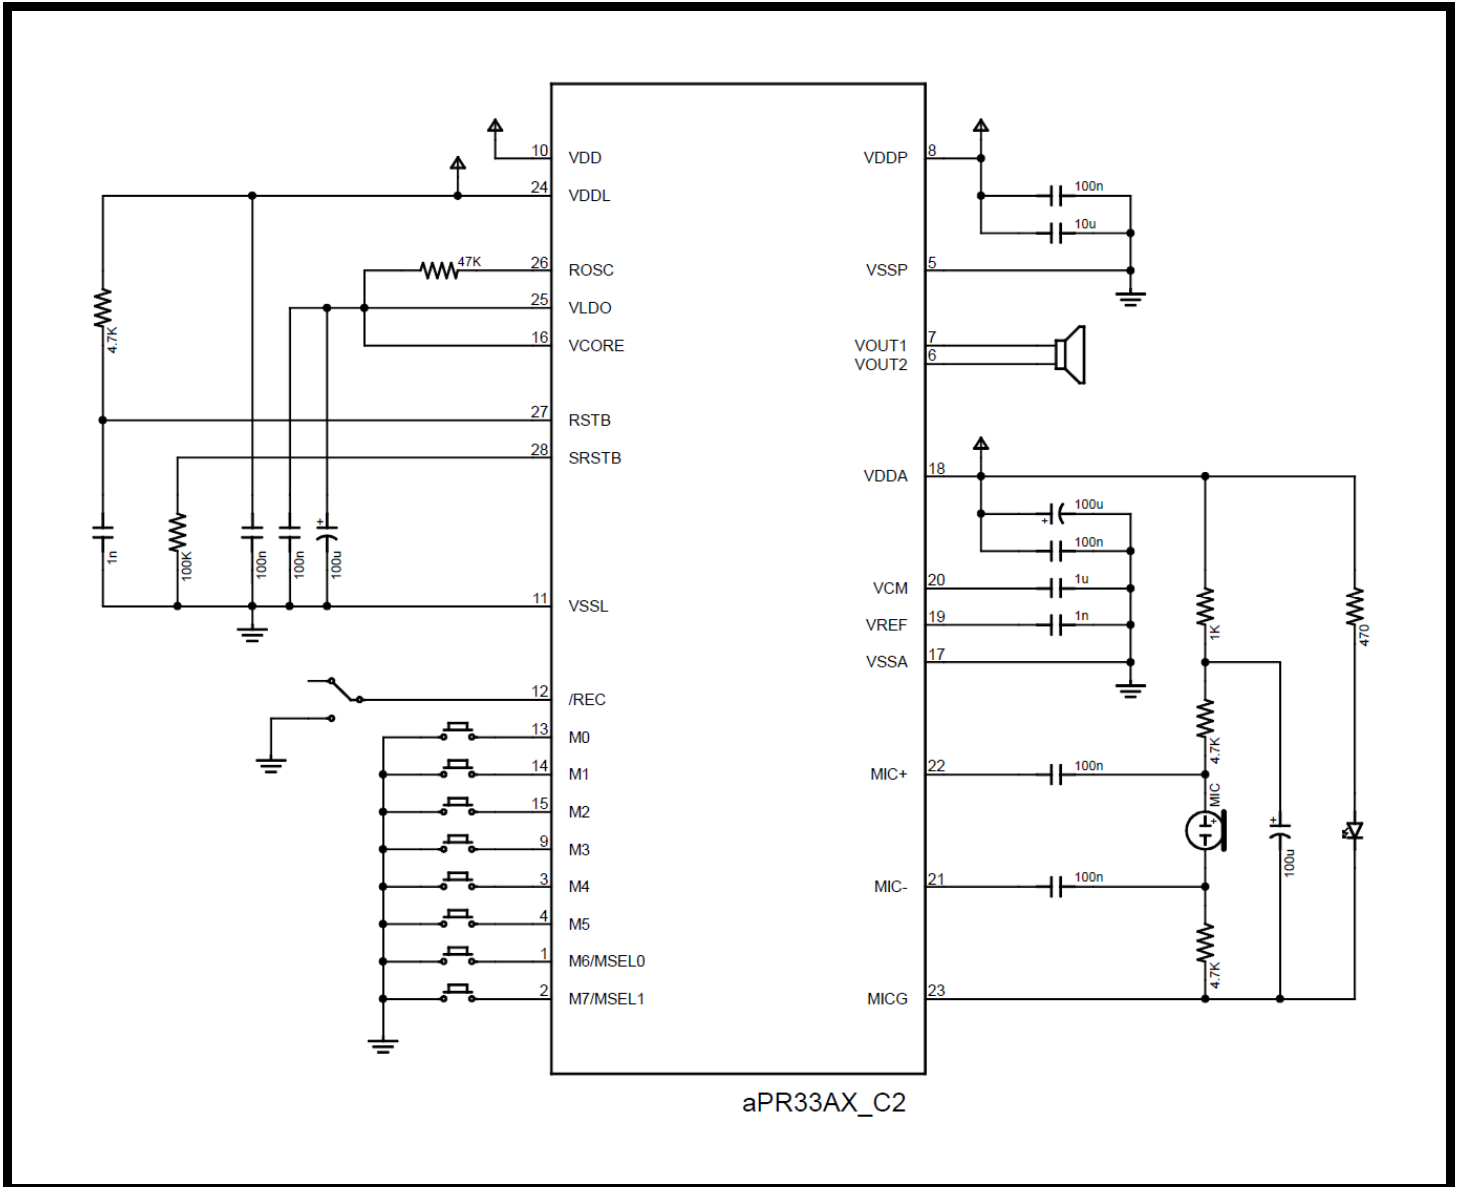 10 VDD
24 VDDL
47K 26 ROSC
25 VLDO
16 VCORE
4.7K
27 RSTB
28 SRSTB
1n
100K
100n
100n
+
100u
11 VSSL
12 /REC
13 M0
14 M1
15 M2
9 M3
3 M4
4 M5
1 M6/MSEL0
2 M7/MSEL1
VDDP 8
100n
10u
VSSP 5
VOUT1 7
VOUT2 6
VDDA 18
+ 100u
100n
VCM 20 1u
VREF 19 1n
VSSA 17
1K
470
4.7K
MIC+ 22 100n
MIC
+
+
100u
MIC- 21 100n
4.7K
MICG 23
aPR33AX_C2